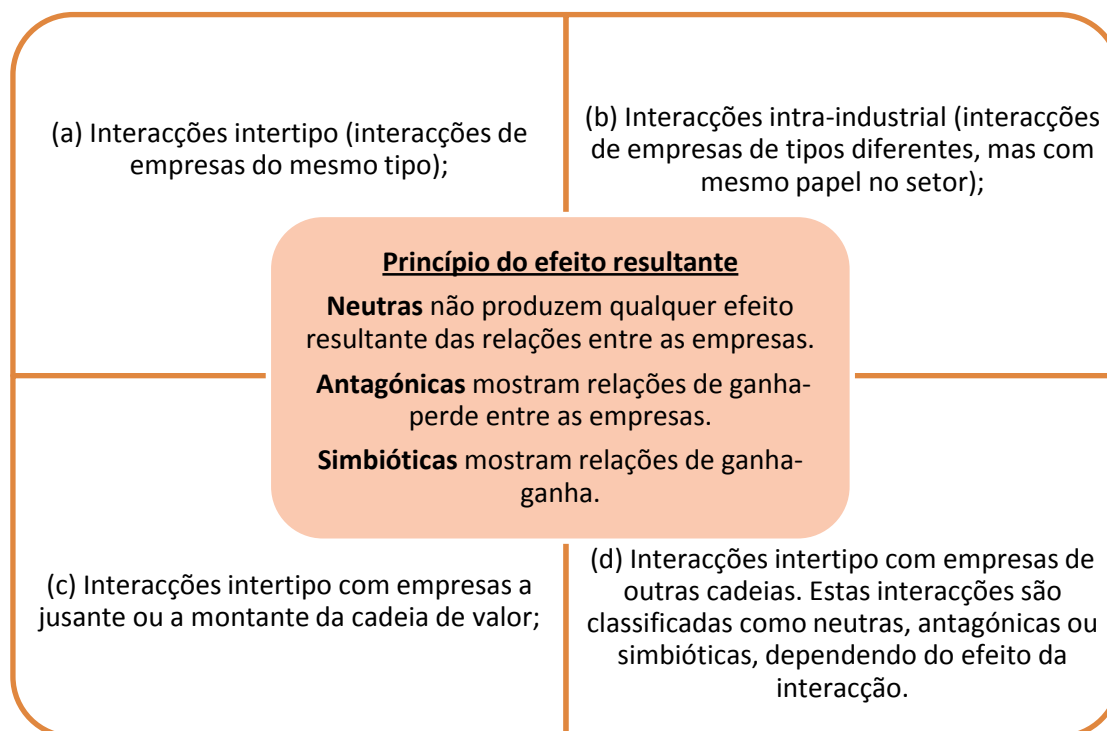 (a) Interacções intertipo (interacções de
empresas do mesmo tipo);
(b) Interacções intra-industrial (interacções
de empresas de tipos diferentes, mas com
mesmo papel no setor);
Princípio do efeito resultante
Neutras não produzem qualquer efeito
resultante das relações entre as empresas.
Antagónicas mostram relações de ganha-
perde entre as empresas.
Simbióticas mostram relações de ganha-
ganha.
(c) Interacções intertipo com empresas a
jusante ou a montante da cadeia de valor;
(d) Interacções intertipo com empresas de
outras cadeias. Estas interacções são
classificadas como neutras, antagónicas ou
simbióticas, dependendo do efeito da
interacção.